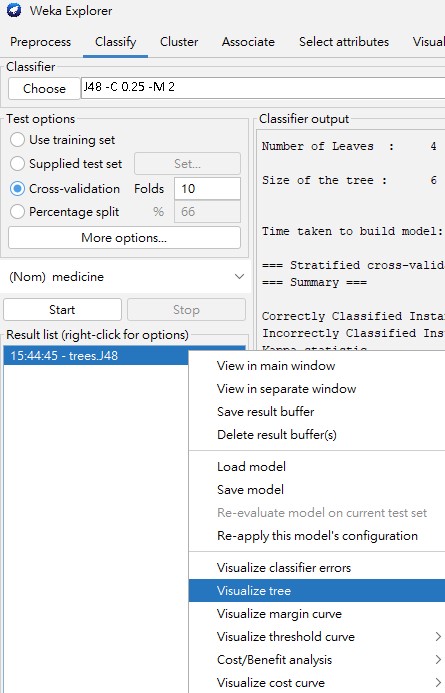 Weka Explorer
Preprocess Classify Cluster Associate Select attributes Visual
Classifier
Choose J48 -C 0.25 -M 2
Test options
Use training set
Supplied test set Set...
Cross-validation Folds 10
Percentage split % 66
More options...
(Nom) medicine
Start Stop
Result list (right-click for options)
15:44:45 - trees.J48
Classifier output
Number of Leaves : 4
Size of the tree : 6
Time taken to build model:
=== Stratified cross-valid
=== Summary ===
Correctly Classified Insta
Incorrectly Classified Ins
Kappa statistic
View in main window
View in separate window
Save result buffer
Delete result buffer(s)
Load model
Save model
Re-evaluate model on current test set
Re-apply this model's configuration
Visualize classifier errors
Visualize tree
Visualize margin curve
Visualize threshold curve
Cost/Benefit analysis
Visualize cost curve